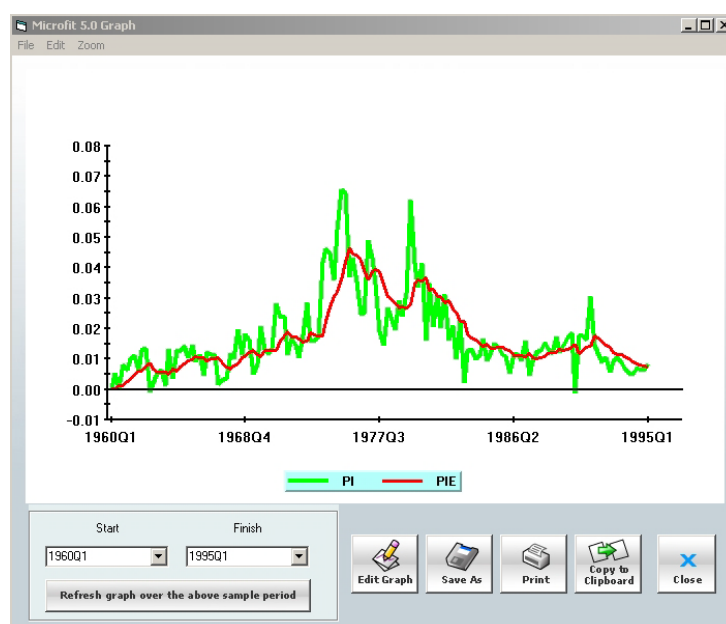 Microfit 5.0 Graph
File Edit Zoom
0.08
0.07
0.06
0.05
0.04
0.03
0.02
0.01
0.00
-0.01
1960Q1 1968Q4 1977Q3 1986Q2 1995Q1
PI PIE
Start Finish
1960Q1 1995Q1
Refresh graph over the above sample period
Edit Graph
Save As
Print
Copy to
Clipboard
Close